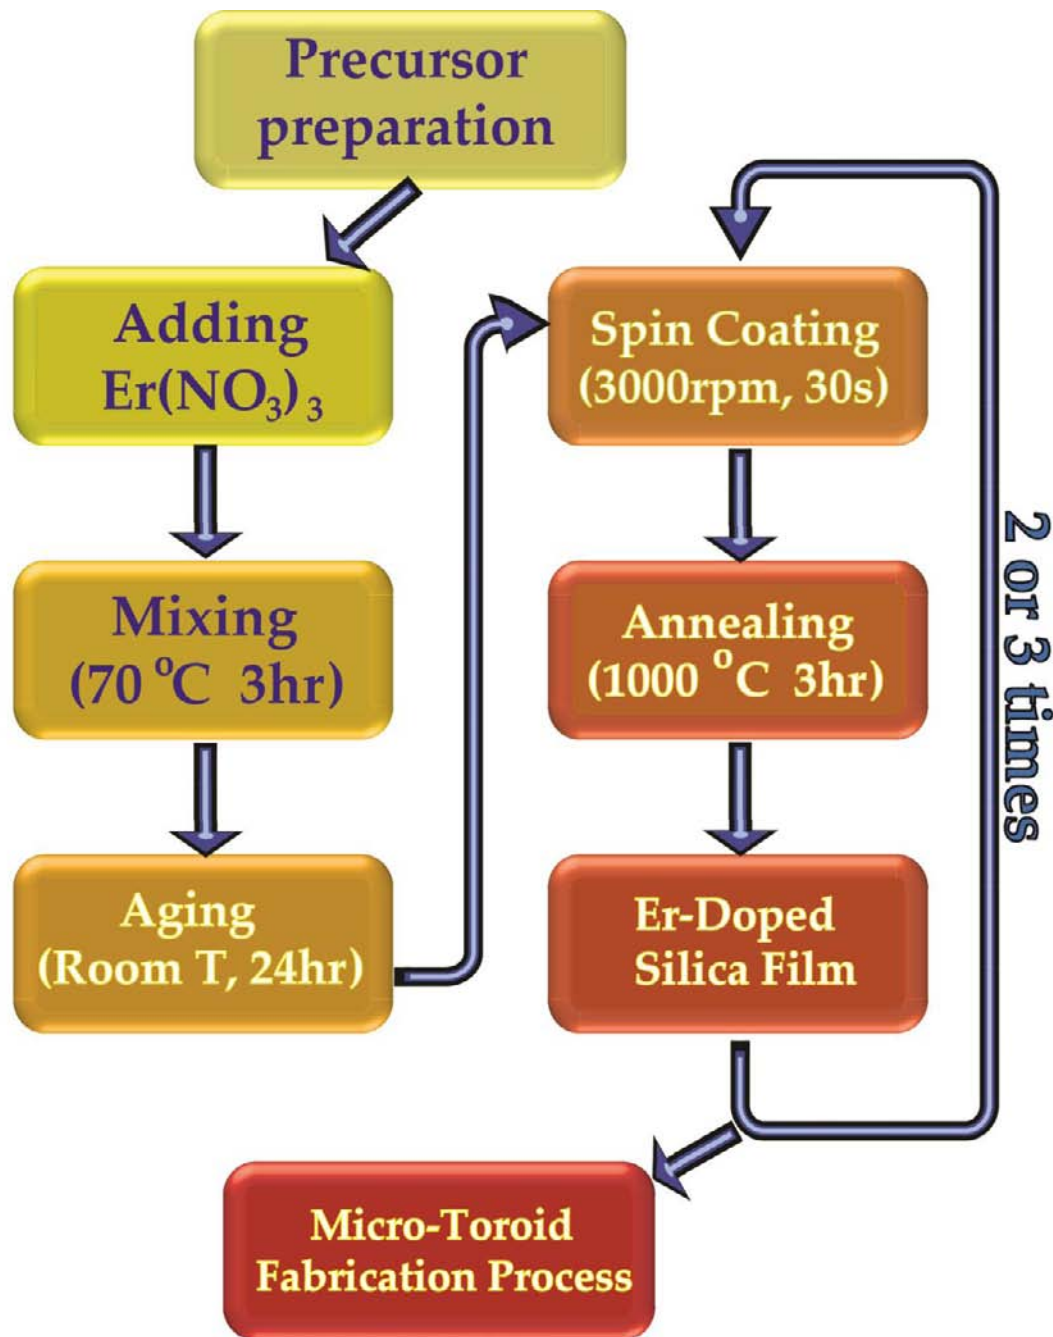 Precursor
preparation
Adding
Er(NO₃)₃
Mixing
(70 °C 3hr)
Aging
(Room T, 24hr)
Spin Coating
(3000rpm, 30s)
Annealing
(1000 °C 3hr)
Er-Doped
Silica Film
2 or 3 times
Micro-Toroid
Fabrication Process